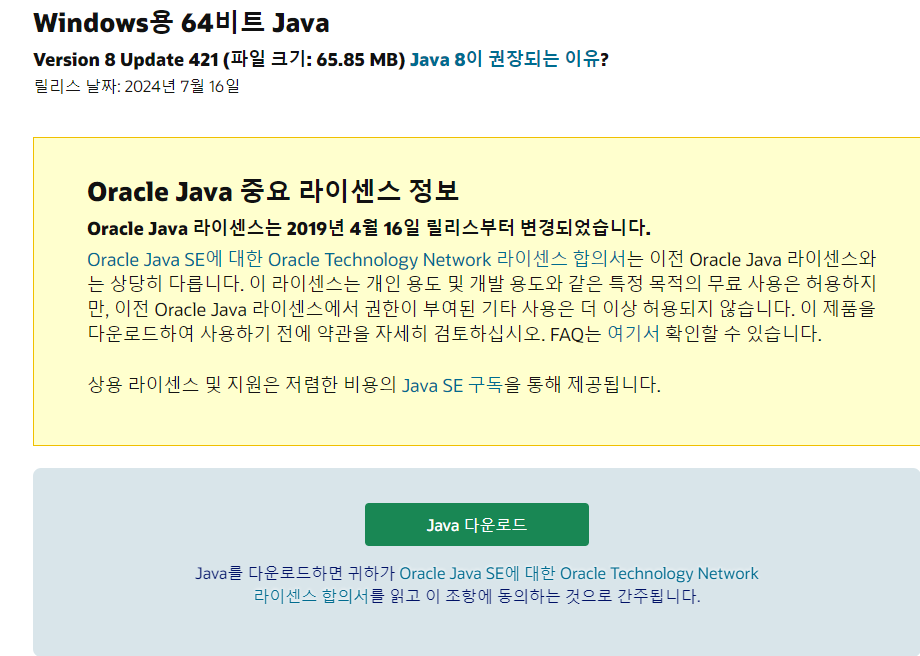 Windows용 64비트 Java
Version 8 Update 421 (파일 크기: 65.85 MB) Java 8이 권장되는 이유?
릴리스 날짜: 2024년 7월 16일
Oracle Java 중요 라이센스 정보
Oracle Java 라이센스는 2019년 4월 16일 릴리스부터 변경되었습니다.
Oracle Java SE에 대한 Oracle Technology Network 라이센스 합의서는 이전 Oracle Java 라이센스와
는 상당히 다릅니다. 이 라이센스는 개인 용도 및 개발 용도와 같은 특정 목적의 무료 사용은 허용하지
만, 이전 Oracle Java 라이센스에서 권한이 부여된 기타 사용은 더 이상 허용되지 않습니다. 이 제품을
다운로드하여 사용하기 전에 약관을 자세히 검토하십시오. FAQ는 여기서 확인할 수 있습니다.
상용 라이센스 및 지원은 저렴한 비용의 Java SE 구독을 통해 제공됩니다.
Java 다운로드
Java를 다운로드하면 귀하가 Oracle Java SE에 대한 Oracle Technology Network
라이센스 합의서를 읽고 이 조항에 동의하는 것으로 간주됩니다.